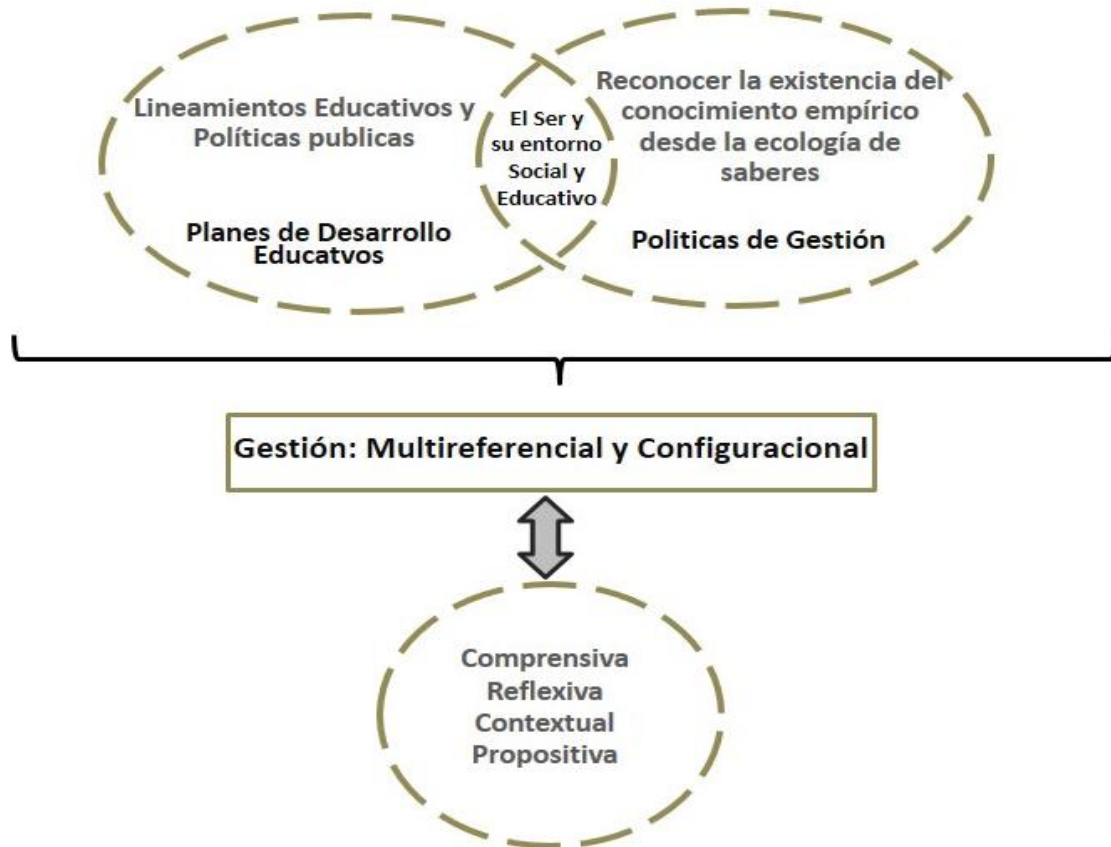 Lineamientos Educativos y
Políticas publicas
Planes de Desarrollo
Educatvos
El Ser y
su entorno
Social y
Educativo
Reconocer la existencia del
conocimiento empírico
desde la ecología de
saberes
Politicas de Gestión
Gestión: Multireferencial y Configuracional
Comprensiva
Reflexiva
Contextual
Propositiva